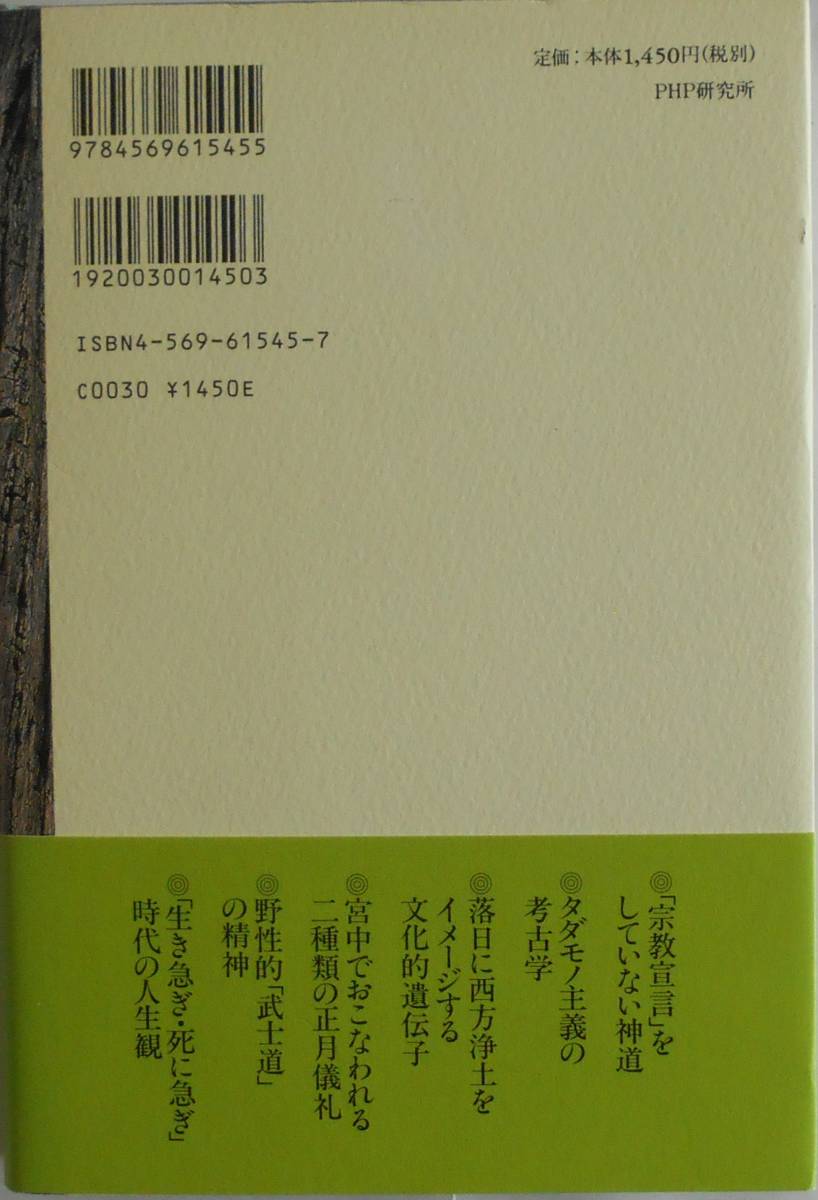 定価：本体1,450円（税別）
PHP研究所
9784569615455
1920030014503
ISBN4-569-61545-7
C0030 ¥1450E
◎「宗教宣言」を
していない神道
◎タダモノ主義の
考古学
◎落日に西方浄土を
イメージする
文化的遺伝子
◎宮中でおこなわれる
二種類の正月儀礼
◎野性的「武士道」
の精神
◎「生き急ぎ・死に急ぎ」
時代の人生観